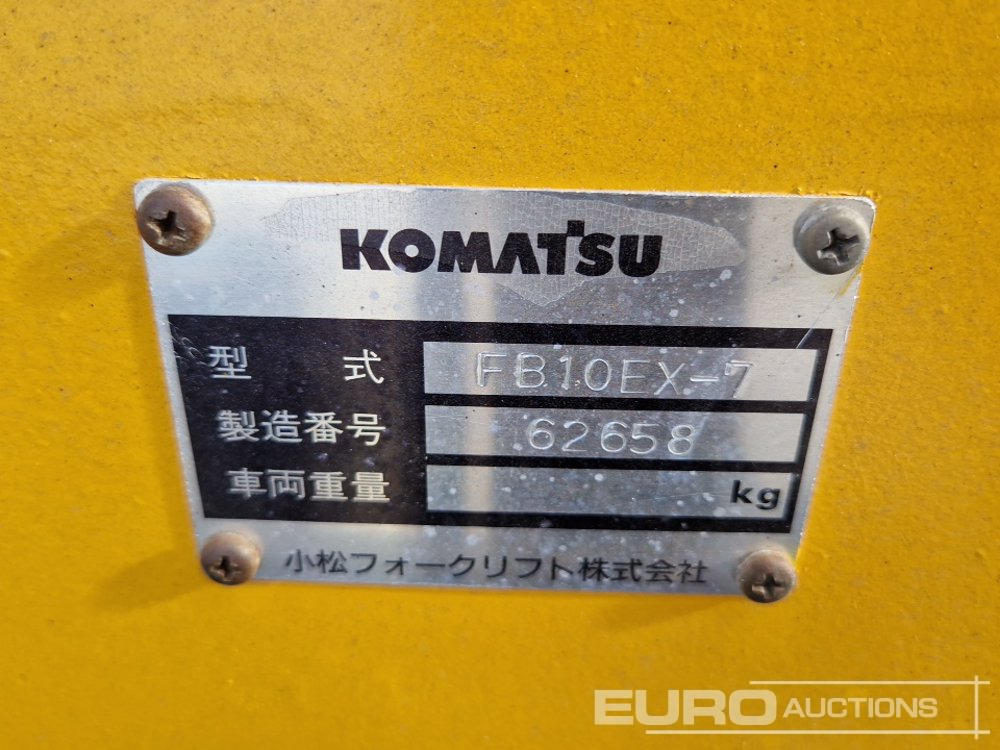 KOMATSU
型式 FB10EX-7
製造番号 62658
車両重量 kg
小松フォークリフト株式会社
EURO AUCTIONS